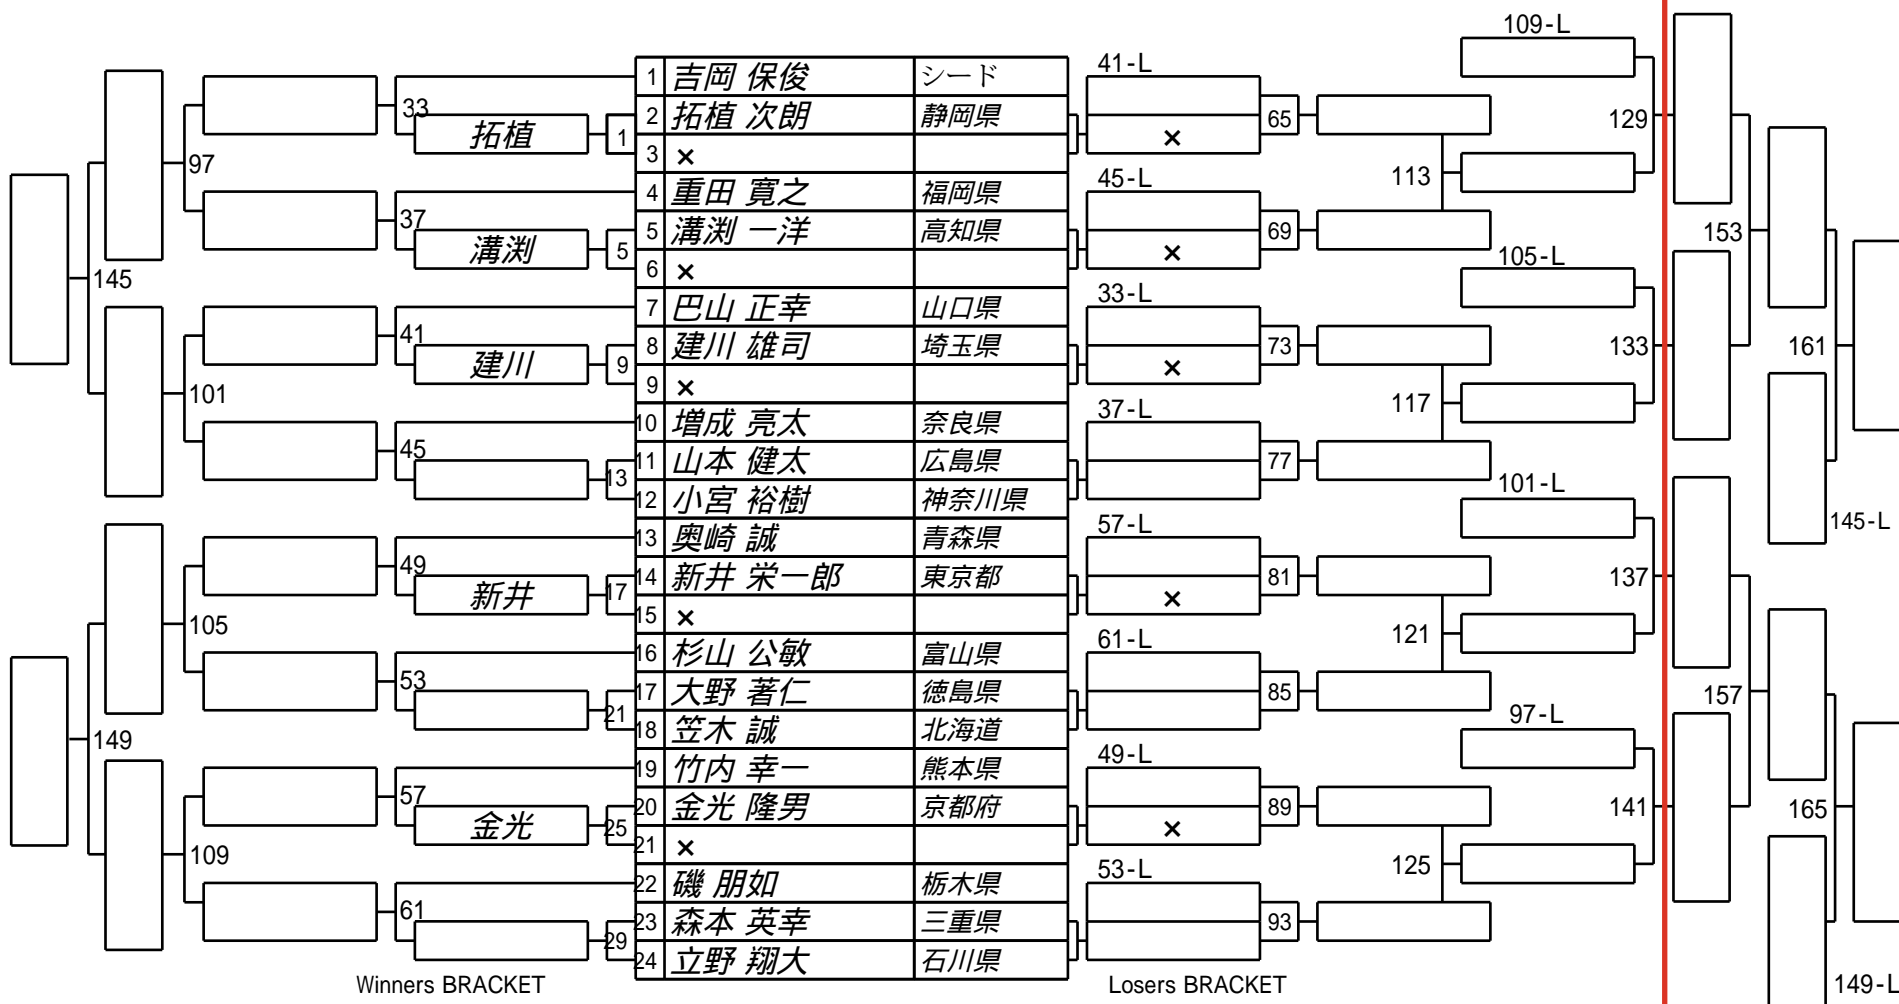 109-L
1 吉岡 保俊 シード
41-L
33
拓植
1
2 拓植 次朗 静岡県
65
129
×
3 ×
97
4 重田 寛之 福岡県
45-L
113
37
溝渕
5
5 溝渕 一洋 高知県
69
153
×
6 ×
105-L
145
7 巴山 正幸 山口県
33-L
41
建川
9
8 建川 雄司 埼玉県
73
133
161
×
9 ×
101
10 増成 亮太 奈良県
37-L
117
45
13
11 山本 健太 広島県
77
12 小宮 裕樹 神奈川県
101-L
13 奥崎 誠 青森県
57-L
145-L
49
新井
17
14 新井 栄一郎 東京都
81
137
×
15 ×
105
16 杉山 公敏 富山県
61-L
121
53
21
17 大野 著仁 徳島県
85
157
18 笠木 誠 北海道
97-L
149
19 竹内 幸一 熊本県
49-L
57
金光
25
20 金光 隆男 京都府
89
141
165
×
21 ×
109
22 磯 朋如 栃木県
53-L
125
61
29
23 森本 英幸 三重県
93
24 立野 翔大 石川県
Winners BRACKET
Losers BRACKET
149-L